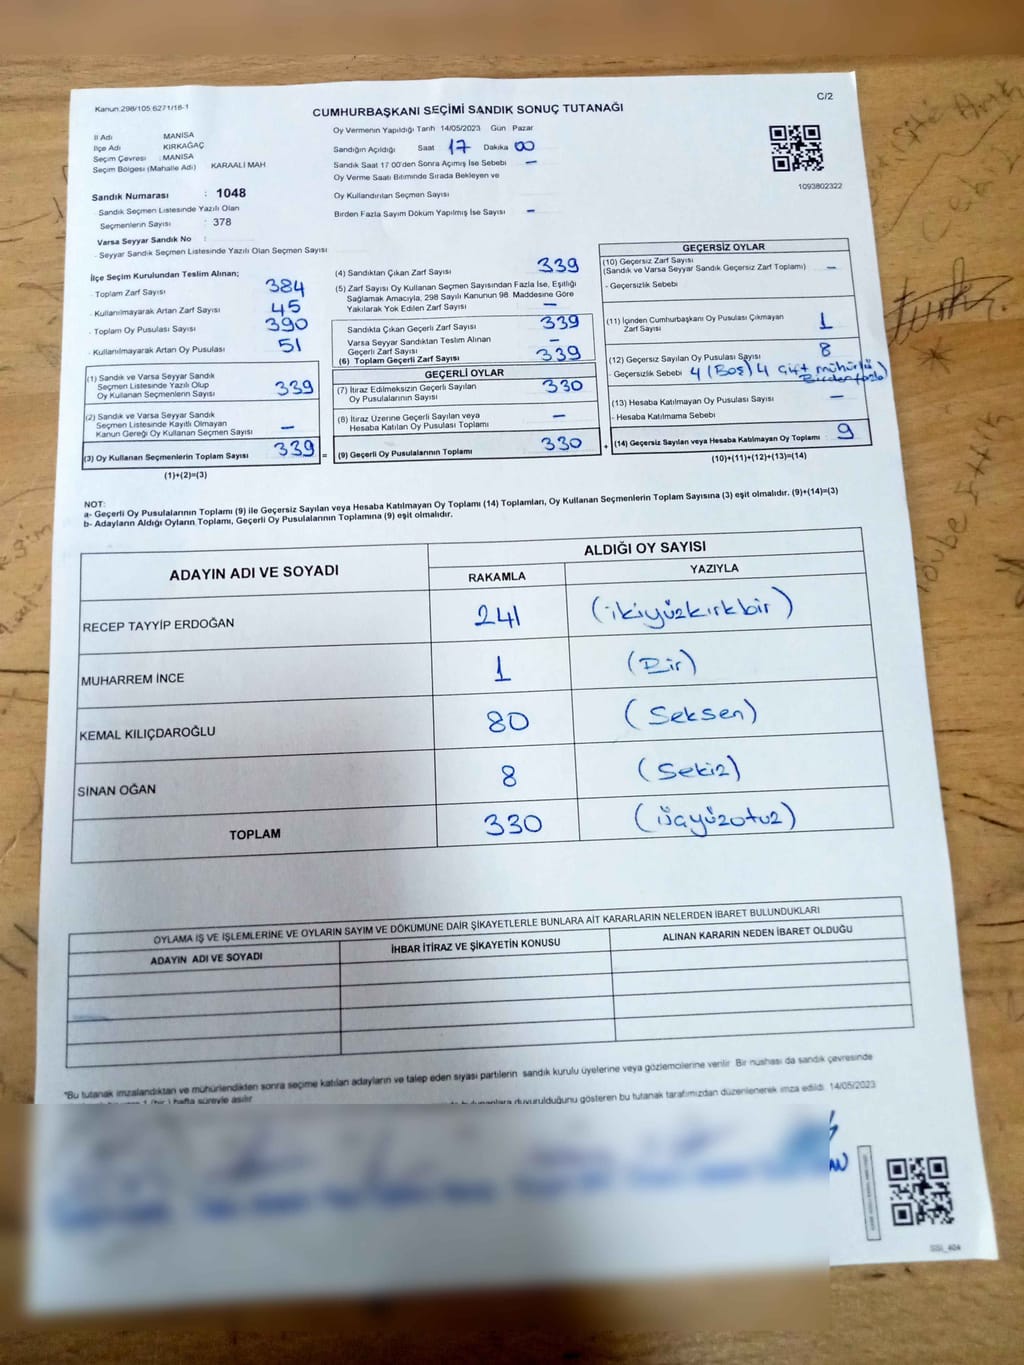 Kanun:298/105:6271/16-1
C/2
CUMHURBAŞKANI SEÇİMİ SANDIK SONUÇ TUTANAĞI
İl Adı MANİSA
İlçe Adı KIRKAĞAÇ
Seçim Çevresi : MANİSA
Seçim Bölgesi (Mahalle Adı) KARAALİ MAH
Sandık Numarası : 1048
Sandık Seçmen Listesinde Yazılı Olan
Seçmenlerin Sayısı : 378
Varsa Seyyar Sandık No :
Seyyar Sandık Seçmen Listesinde Yazılı Olan Seçmen Sayısı
Oy Vermenin Yapıldığı Tarih 14/05/2023 Gün Pazar
Sandığın Açıldığı Saat 17 Dakika 00
Sandık Saat 17 00'den Sonra Açımış İse Sebebi —
Oy Verme Saati Bitiminde Sırada Bekleyen ve
Oy Kullandırılan Seçmen Sayısı
Birden Fazla Sayım Döküm Yapılmış İse Sayısı —
1093802322
İlçe Seçim Kurulundan Teslim Alınan;
- Toplam Zarf Sayısı 384
- Kullanılmayarak Artan Zarf Sayısı 45
- Toplam Oy Pusulası Sayısı 390
- Kullanılmayarak Artan Oy Pusulası 51
(1) Sandık ve Varsa Seyyar Sandık
Seçmen Listesinde Yazılı Olup
Oy Kullanan Seçmenlerin Sayısı 339
(2) Sandık ve Varsa Seyyar Sandık
Seçmen Listesinde Kayıtlı Olmayan
Kanun Gereği Oy Kullanan Seçmen Sayısı —
(3) Oy Kullanan Seçmenlerin Toplam Sayısı 339 =
(1)+(2)=(3)
(4) Sandıktan Çıkan Zarf Sayısı 339
(5) Zarf Sayısı Oy Kullanan Seçmen Sayısından Fazla İse, Eşitliği
Sağlamak Amacıyla, 298 Sayılı Kanunun 98. Maddesine Göre
Yakılarak Yok Edilen Zarf Sayısı —
Sandıkta Çıkan Geçerli Zarf Sayısı 339
Varsa Seyyar Sandıktan Teslim Alınan
Geçerli Zarf Sayısı —
(6) Toplam Geçerli Zarf Sayısı 339
GEÇERLİ OYLAR
(7) İtiraz Edilmeksizin Geçerli Sayılan
Oy Pusulalarının Sayısı 330
(8) İtiraz Üzerine Geçerli Sayılan veya
Hesaba Katılan Oy Pusulası Toplamı —
(9) Geçerli Oy Pusulalarının Toplamı 330 +
GEÇERSİZ OYLAR
(10) Geçersiz Zarf Sayısı
(Sandık ve Varsa Seyyar Sandık Geçersiz Zarf Toplamı) —
- Geçersizlik Sebebi
(11) İçinden Cumhurbaşkanı Oy Pusulası Çıkmayan
Zarf Sayısı 1
(12) Geçersiz Sayılan Oy Pusulası Sayısı 8
- Geçersizlik Sebebi 4 (Boş) 4 Çift mühürlü
Birden fazla
(13) Hesaba Katılmayan Oy Pusulası Sayısı —
- Hesaba Katılmama Sebebi
(14) Geçersiz Sayılan veya Hesaba Katılmayan Oy Toplamı 9
(10)+(11)+(12)+(13)=(14)
NOT:
a- Geçerli Oy Pusulalarının Toplamı (9) ile Geçersiz Sayılan veya Hesaba Katılmayan Oy Toplamı (14) Toplamları, Oy Kullanan Seçmenlerin Toplam Sayısına (3) eşit olmalıdır. (9)+(14)=(3)
b- Adayların Aldığı Oyların Toplamı, Geçerli Oy Pusulalarının Toplamına (9) eşit olmalıdır.
ADAYIN ADI VE SOYADI ALDIĞI OY SAYISI
RAKAMLA YAZIYLA
RECEP TAYYİP ERDOĞAN 241 (ikiyüzkırkbir)
MUHARREM İNCE 1 (Bir)
KEMAL KILIÇDAROĞLU 80 (Seksen)
SİNAN OĞAN 8 (Sekiz)
TOPLAM 330 (üçyüzotuz)
OYLAMA İŞ VE İŞLEMLERİNE VE OYLARIN SAYIM VE DÖKÜMÜNE DAİR ŞİKAYETLERLE BUNLARA AİT KARARLARIN NELERDEN İBARET BULUNDUKLARI
ADAYIN ADI VE SOYADI İHBAR İTİRAZ VE ŞİKAYETİN KONUSU ALINAN KARARIN NEDEN İBARET OLDUĞU
*Bu tutanak imzalandıktan ve mühürlendikten sonra seçime katılan adayların ve talep eden siyasi partilerin sandık kurulu üyelerine veya gözlemcilerine verilir. Bir nüshası da sandık çevresinde
hafta süreyle asılır duyurulduğunu gösteren bu tutanak tarafımızdan düzenlenerek imza edildi. 14/05/2023